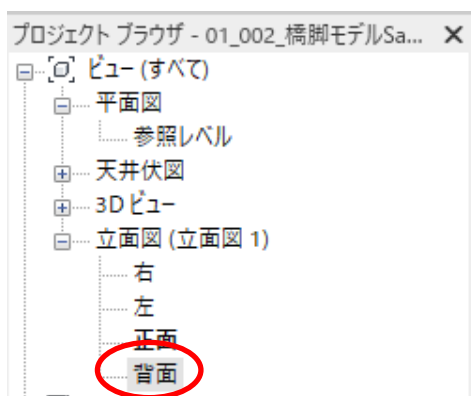 プロジェクト ブラウザ - 01_002_橋脚モデルSa...
ビュー (すべて)
平面図
参照レベル
天井伏図
3D ビュー
立面図 (立面図 1)
右
左
正面
背面